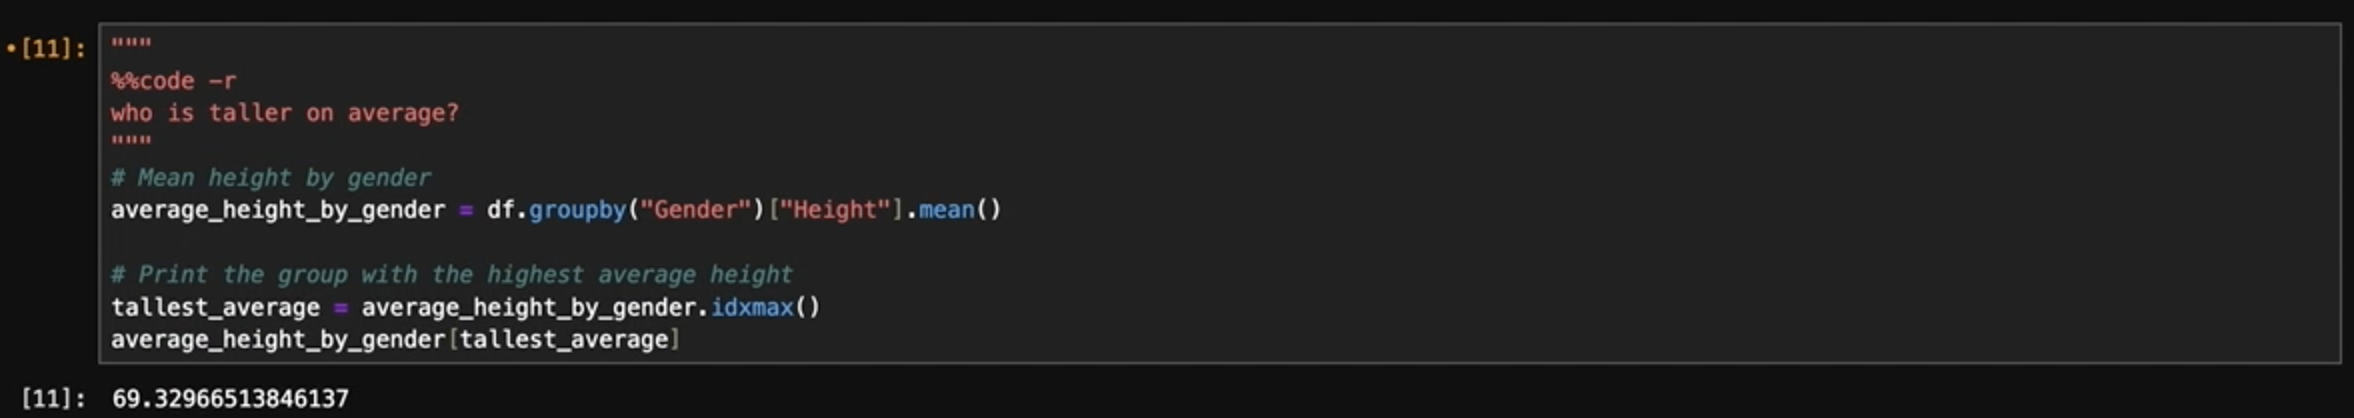 •[11]:
"""
%%code -r
who is taller on average?
"""
# Mean height by gender
average_height_by_gender = df.groupby("Gender")["Height"].mean()
# Print the group with the highest average height
tallest_average = average_height_by_gender.idxmax()
average_height_by_gender[tallest_average]
[11]: 69.32966513846137